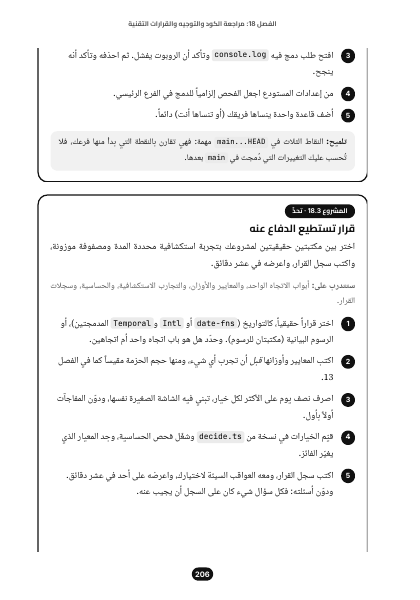 الفصل 18: مراجعة الكود والتوجيه والقرارات التقنية
3 افتح طلب دمج فيه console.log وتأكد أن الروبوت يفشل. ثم احذفه وتأكد أنه
ينجح.
4 من إعدادات المستودع اجعل الفحص إلزامياً للدمج في الفرع الرئيسي.
5 أضف قاعدة واحدة ينساها فريقك (أو تنساها أنت) دائماً.
تلميح: النقاط الثلاث في main...HEAD مهمة: فهي تقارن بالنقطة التي بدأ منها فرعك، فلا
تُحسب عليك التغييرات التي دُمجت في main بعدها.
المشروع 18.3 · تحدٍّ
قرار تستطيع الدفاع عنه
اختر بين مكتبتين حقيقيتين لمشروعك بتجربة استكشافية محددة المدة ومصفوفة موزونة،
واكتب سجل القرار، واعرضه في عشر دقائق.
ستتدرب على: أبواب الاتجاه الواحد، والمعايير والأوزان، والتجارب الاستكشافية، والحساسية، وسجلات
القرار.
1 اختر قراراً حقيقياً، كالتواريخ (date-fns أو Intl و Temporal المدمجتين)، أو
الرسوم البيانية (مكتبتان للرسوم). وحدّد هل هو باب اتجاه واحد أم اتجاهين.
2 اكتب المعايير وأوزانها قبل أن تجرب أي شيء، ومنها حجم الحزمة مقيساً كما في الفصل
13.
3 اصرف نصف يوم على الأكثر لكل خيار، تبني فيه الشاشة الصغيرة نفسها، ودوّن المفاجآت
أولاً بأول.
4 قيّم الخيارات في نسخة من decide.ts وشغّل فحص الحساسية، وجد المعيار الذي
يغيّر الفائز.
5 اكتب سجل القرار، ومعه العواقب السيئة لاختيارك، واعرضه على أحد في عشر دقائق.
ودوّن أسئلته: فكل سؤال شيء كان على السجل أن يجيب عنه.
206